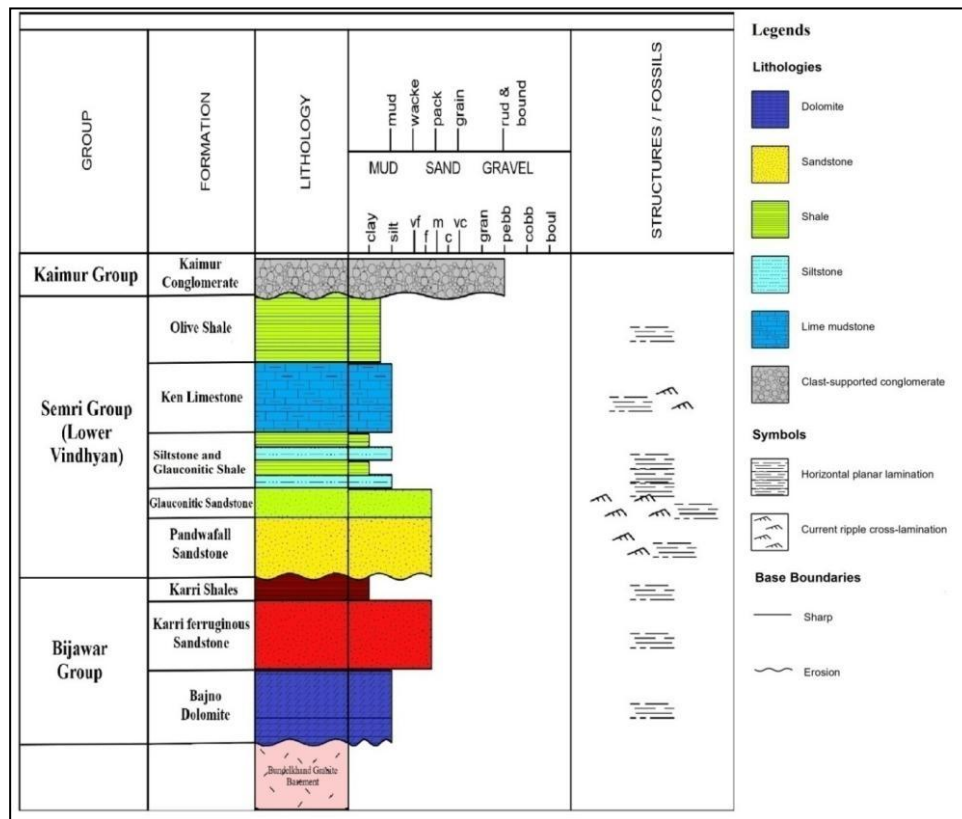 GROUP
FORMATION
LITHOLOGY
mud
wacke
pack
grain
rud &
bound
MUD SAND GRAVEL
clay
silt
vf
f
m
c
vc
gran
pebb
cobb
boul
STRUCTURES / FOSSILS
Kaimur Group
Kaimur
Conglomerate
Semri Group
(Lower
Vindhyan)
Olive Shale
Ken Limestone
Siltstone and
Glauconitic Shale
Glauconitic Sandstone
Pandwafall
Sandstone
Bijawar
Group
Karri Shales
Karri ferruginous
Sandstone
Bajno
Dolomite
Bundelkhand Granite
Basement
Legends
Lithologies
Dolomite
Sandstone
Shale
Siltstone
Lime mudstone
Clast-supported conglomerate
Symbols
Horizontal planar lamination
Current ripple cross-lamination
Base Boundaries
Sharp
Erosion